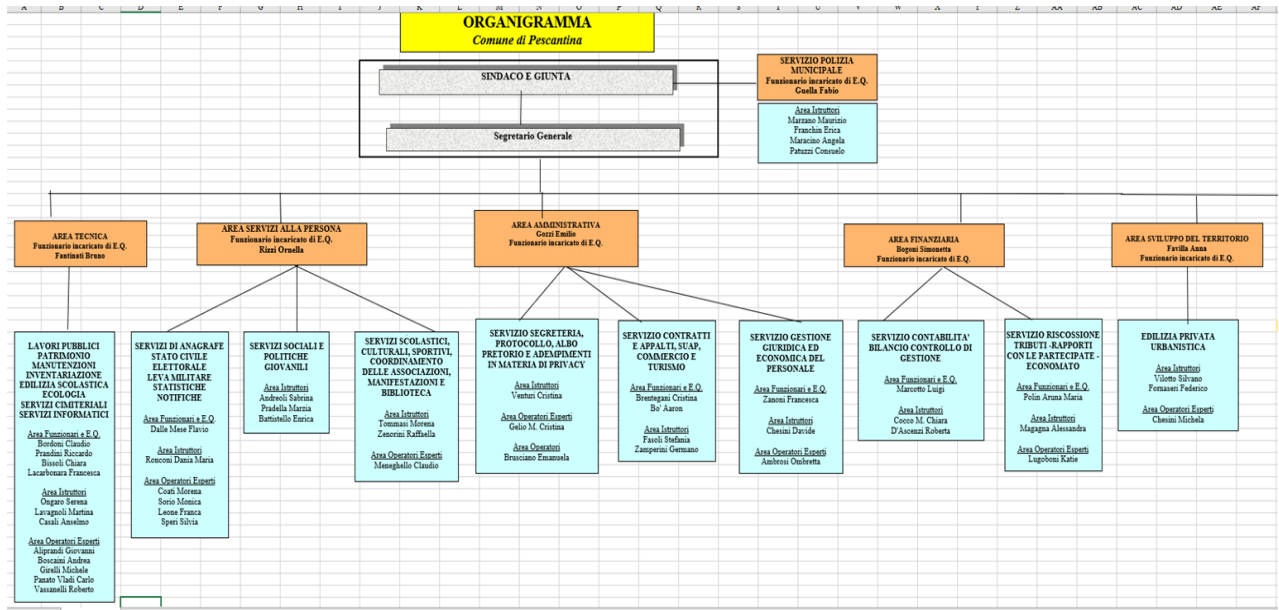 ORGANIGRAMMA
Comune di Pescantina
SINDACO E GIUNTA
Segretario Generale
SERVIZIO POLIZIA
MUNICIPALE
Funzionario incaricato di E.Q.
Guella Fabio
Area Istruttori
Marzano Maurizio
Franchin Erica
Maracino Angela
Patuzzi Consuelo
AREA TECNICA
Funzionario incaricato di E.Q.
Fantinati Bruno
AREA SERVIZI ALLA PERSONA
Funzionario incaricato di E.Q.
Rizzi Ornella
AREA AMMINISTRATIVA
Gozzi Emilio
Funzionario incaricato di E.Q.
AREA FINANZIARIA
Bogoni Simonetta
Funzionario incaricato di E.Q.
AREA SVILUPPO DEL TERRITORIO
Favilla Anna
Funzionario incaricato di E.Q.
LAVORI PUBBLICI
PATRIMONIO
MANUTENZIONI
INVENTARIAZIONE
EDILIZIA SCOLASTICA
ECOLOGIA
SERVIZI CIMITERIALI
SERVIZI INFORMATICI
Area Funzionari e E.Q.
Bordoni Claudio
Prandini Riccardo
Bissoli Chiara
Lacarbonara Francesca
Area Istruttori
Ongaro Serena
Lavagnoli Martina
Casali Anselmo
Area Operatori Esperti
Aliprandi Giovanni
Boscaini Andrea
Girelli Michele
Panato Vladi Carlo
Vassanelli Roberto
SERVIZI DI ANAGRAFE
STATO CIVILE
ELETTORALE
LEVA MILITARE
STATISTICHE
NOTIFICHE
Area Funzionari e E.Q.
Dalle Mese Flavio
Area Istruttori
Ronconi Dania Maria
Area Operatori Esperti
Coati Morena
Sorio Monica
Leone Franca
Speri Silvia
SERVIZI SOCIALI E
POLITICHE
GIOVANILI
Area Istruttori
Andreoli Sabrina
Pradella Marzia
Battistello Enrica
SERVIZI SCOLASTICI,
CULTURALI, SPORTIVI,
COORDINAMENTO
DELLE ASSOCIAZIONI,
MANIFESTAZIONI E
BIBLIOTECA
Area Istruttori
Tommasi Morena
Zenorini Raffaella
Area Operatori Esperti
Meneghello Claudio
SERVIZIO SEGRETERIA,
PROTOCOLLO, ALBO
PRETORIO E ADEMPIMENTI
IN MATERIA DI PRIVACY
Area Istruttori
Venturi Cristina
Area Operatori Esperti
Gelio M. Cristina
Area Operatori
Brusciano Emanuela
SERVIZIO CONTRATTI
E APPALTI, SUAP,
COMMERCIO E
TURISMO
Area Funzionari e E.Q.
Brentegani Cristina
Bo' Aaron
Area Istruttori
Fasoli Stefania
Zamperini Germano
SERVIZIO GESTIONE
GIURIDICA ED
ECONOMICA DEL
PERSONALE
Area Funzionari e E.Q.
Zanoni Francesca
Area Istruttori
Chesini Davide
Area Operatori Esperti
Ambrosi Ombretta
SERVIZIO CONTABILITA'
BILANCIO CONTROLLO DI
GESTIONE
Area Funzionari e E.Q.
Marcotto Luigi
Area Istruttori
Cocco M. Chiara
D'Ascenzi Roberta
SERVIZIO RISCOSSIONE
TRIBUTI -RAPPORTI
CON LE PARTECIPATE -
ECONOMATO
Area Funzionari e E.Q.
Polin Aruna Maria
Area Istruttori
Magagna Alessandra
Area Operatori Esperti
Lugoboni Katie
EDILIZIA PRIVATA
URBANISTICA
Area Istruttori
Vilotto Silvano
Fornaseri Federico
Area Operatori Esperti
Chesini Michela